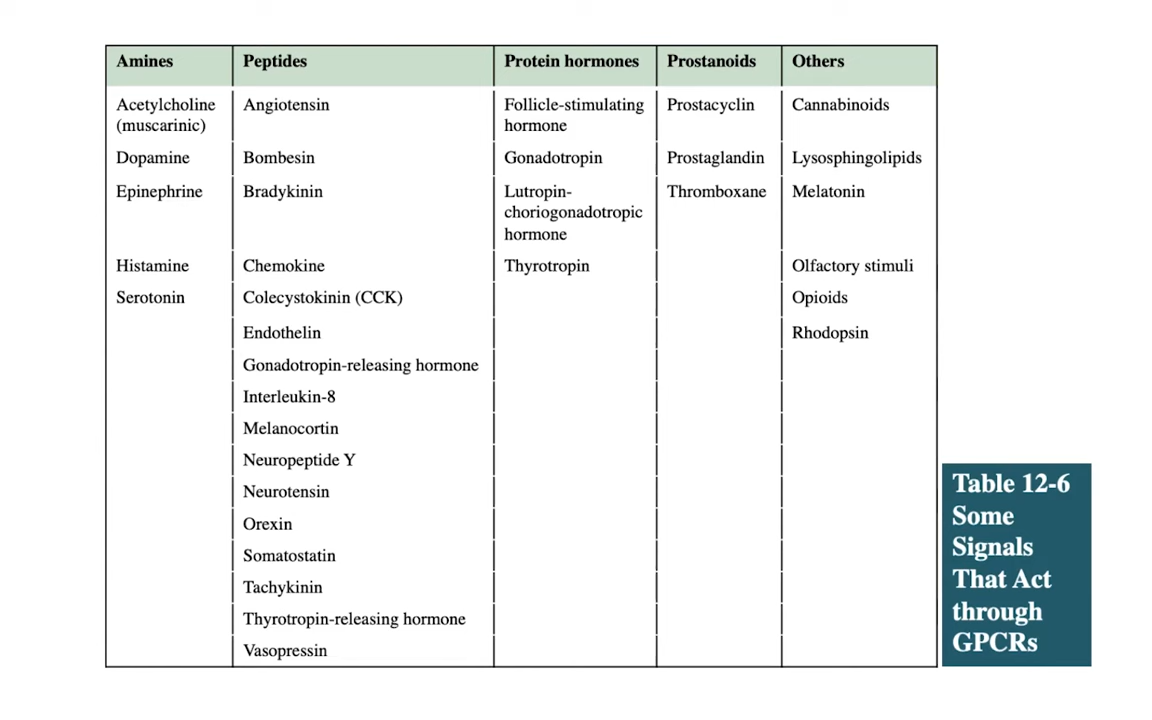 Amines Peptides Protein hormones Prostanoids Others
Acetylcholine Angiotensin Follicle-stimulating Prostacyclin Cannabinoids
(muscarinic) hormone
Dopamine Bombesin Gonadotropin Prostaglandin Lysosphingolipids
Epinephrine Bradykinin Lutropin- Thromboxane Melatonin
choriogonadotropic
hormone
Histamine Chemokine Thyrotropin Olfactory stimuli
Serotonin Colecystokinin (CCK) Opioids
Endothelin Rhodopsin
Gonadotropin-releasing hormone
Interleukin-8
Melanocortin
Neuropeptide Y
Neurotensin
Orexin
Somatostatin
Tachykinin
Thyrotropin-releasing hormone
Vasopressin
Table 12-6
Some
Signals
That Act
through
GPCRs